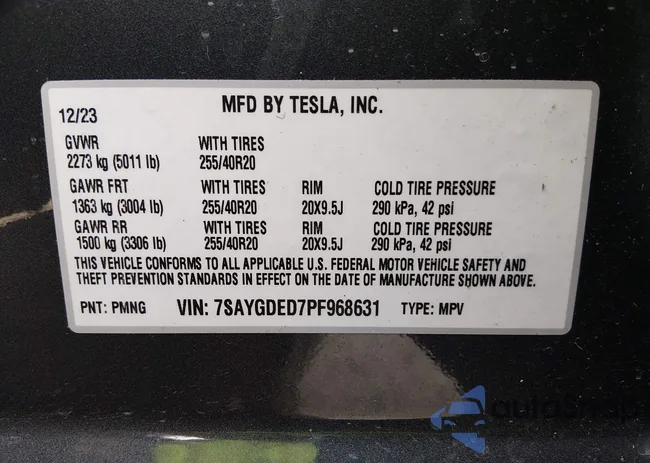 MFD BY TESLA, INC.
12/23
GVWR WITH TIRES
2273 kg (5011 lb) 255/40R20
GAWR FRT WITH TIRES RIM COLD TIRE PRESSURE
1363 kg (3004 lb) 255/40R20 20X9.5J 290 kPa, 42 psi
GAWR RR WITH TIRES RIM COLD TIRE PRESSURE
1500 kg (3306 lb) 255/40R20 20X9.5J 290 kPa, 42 psi
THIS VEHICLE CONFORMS TO ALL APPLICABLE U.S. FEDERAL MOTOR VEHICLE SAFETY AND
THEFT PREVENTION STANDARDS IN EFFECT ON THE DATE OF MANUFACTURE SHOWN ABOVE.
PNT: PMNG VIN: 7SAYGDED7PF968631 TYPE: MPV